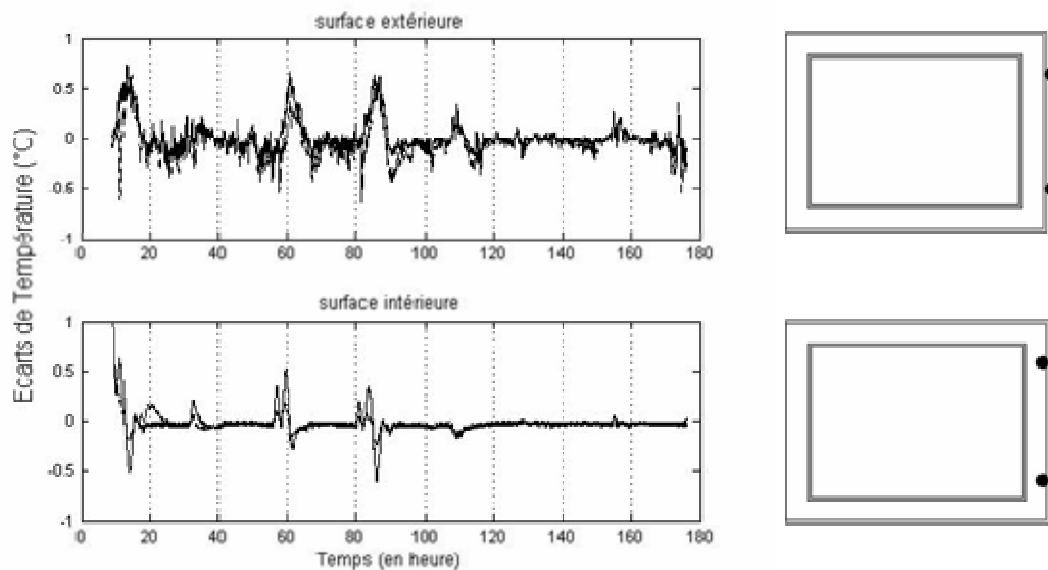 surface extérieure
1
0.5
0
-0.5
-1
0 20 40 60 80 100 120 140 160 180
Ecarts de Température (°C)
surface intérieure
1
0.5
0
-0.5
-1
0 20 40 60 80 100 120 140 160 180
Temps (en heure)